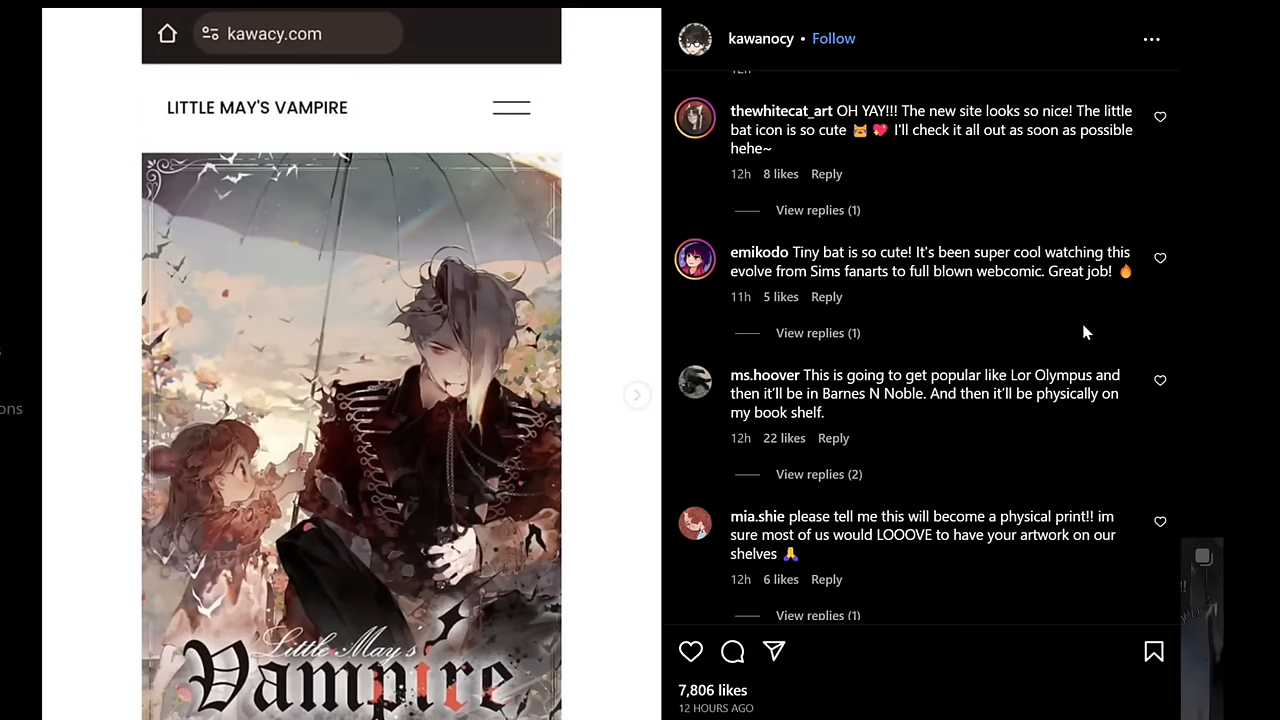 kawacy.com
LITTLE MAY'S VAMPIRE
Little May's
Vampire
ons
kawanocy • Follow
12h
thewhitecat_art OH YAY!!! The new site looks so nice! The little
bat icon is so cute 😹 💖 I'll check it all out as soon as possible
hehe~
12h 8 likes Reply
View replies (1)
emikodo Tiny bat is so cute! It's been super cool watching this
evolve from Sims fanarts to full blown webcomic. Great job! 🔥
11h 5 likes Reply
View replies (1)
ms.hoover This is going to get popular like Lor Olympus and
then it'll be in Barnes N Noble. And then it'll be physically on
my book shelf.
12h 22 likes Reply
View replies (2)
mia.shie please tell me this will become a physical print!! im
sure most of us would LOOOVE to have your artwork on our
shelves 🙏
12h 6 likes Reply
View replies (1)
7,806 likes
12 HOURS AGO